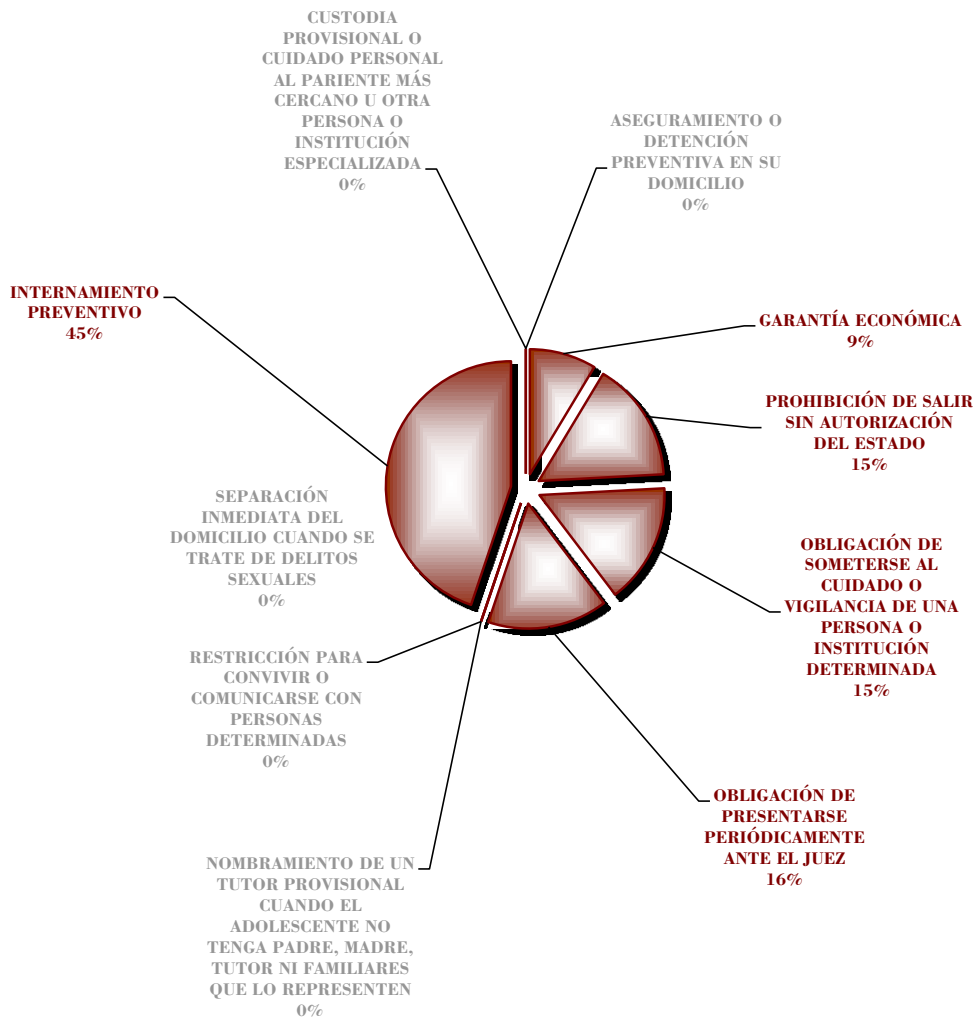 CUSTODIA
PROVISIONAL O
CUIDADO PERSONAL
AL PARIENTE MÁS
CERCANO U OTRA
PERSONA O
INSTITUCIÓN
ESPECIALIZADA
0%
ASEGURAMIENTO O
DETENCIÓN
PREVENTIVA EN SU
DOMICILIO
0%
INTERNAMIENTO
PREVENTIVO
45%
GARANTÍA ECONÓMICA
9%
PROHIBICIÓN DE SALIR
SIN AUTORIZACIÓN
DEL ESTADO
15%
SEPARACIÓN
INMEDIATA DEL
DOMICILIO CUANDO SE
TRATE DE DELITOS
SEXUALES
0%
OBLIGACIÓN DE
SOMETERSE AL
CUIDADO O
VIGILANCIA DE UNA
PERSONA O
INSTITUCIÓN
DETERMINADA
15%
RESTRICCIÓN PARA
CONVIVIR O
COMUNICARSE CON
PERSONAS
DETERMINADAS
0%
OBLIGACIÓN DE
PRESENTARSE
PERIÓDICAMENTE
ANTE EL JUEZ
16%
NOMBRAMIENTO DE UN
TUTOR PROVISIONAL
CUANDO EL
ADOLESCENTE NO
TENGA PADRE, MADRE,
TUTOR NI FAMILIARES
QUE LO REPRESENTEN
0%